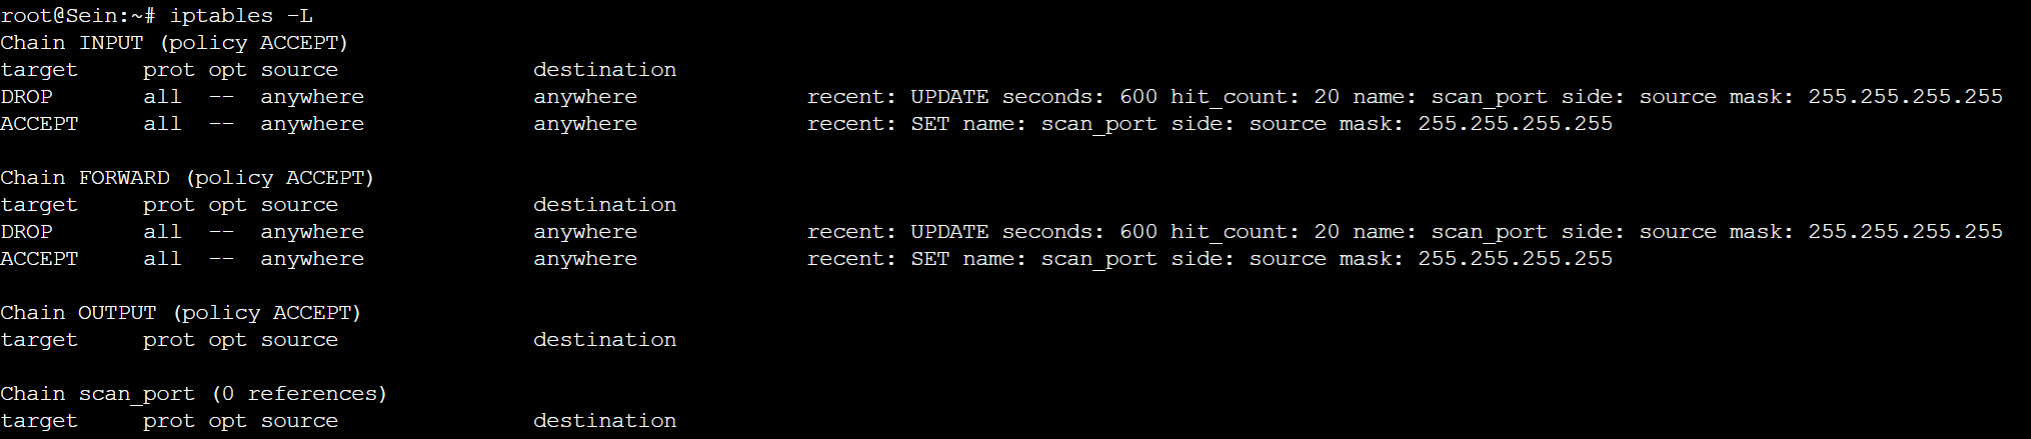 root@Sein:~# iptables -L
Chain INPUT (policy ACCEPT)
target     prot opt source               destination
DROP       all  --  anywhere             anywhere             recent: UPDATE seconds: 600 hit_count: 20 name: scan_port side: source mask: 255.255.255.255
ACCEPT     all  --  anywhere             anywhere             recent: SET name: scan_port side: source mask: 255.255.255.255

Chain FORWARD (policy ACCEPT)
target     prot opt source               destination
DROP       all  --  anywhere             anywhere             recent: UPDATE seconds: 600 hit_count: 20 name: scan_port side: source mask: 255.255.255.255
ACCEPT     all  --  anywhere             anywhere             recent: SET name: scan_port side: source mask: 255.255.255.255

Chain OUTPUT (policy ACCEPT)
target     prot opt source               destination

Chain scan_port (0 references)
target     prot opt source               destination